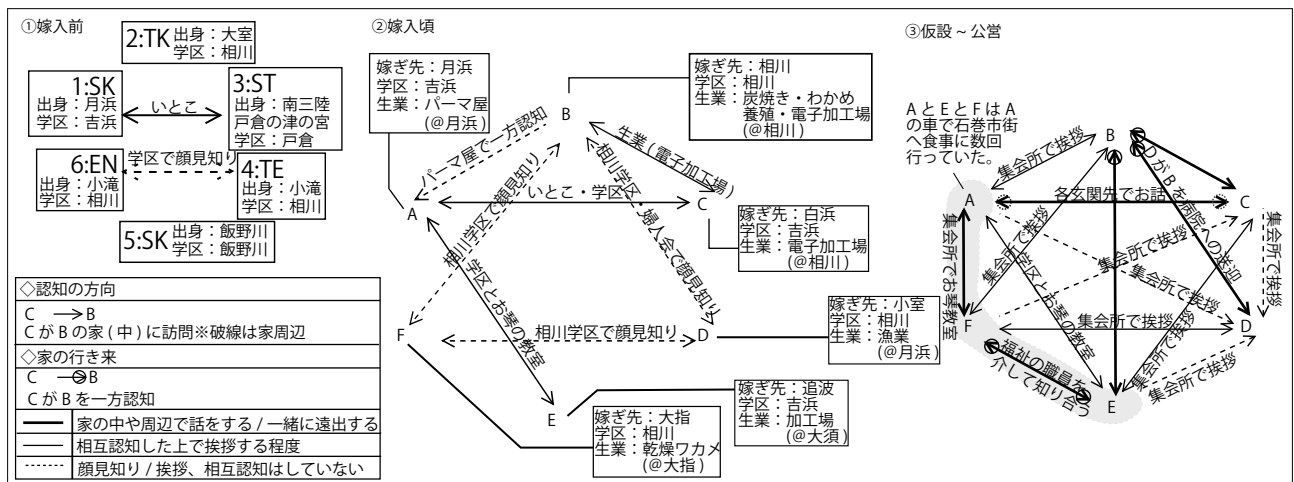 ①嫁入前
2:TK 出身：大室
学区：相川
1:SK
出身：月浜
学区：吉浜
いとこ
3:ST
出身：南三陸
戸倉の津の宮
学区：戸倉
6:EN
出身：小滝
学区：相川
学区で顔見知り
4:TE
出身：小滝
学区：相川
5:SK 出身：飯野川
学区：飯野川
◇認知の方向
C →B
C が B の家 ( 中 ) に訪問※破線は家周辺
◇家の行き来
C →B
C が B を一方認知
家の中や周辺で話をする / 一緒に遠出する
相互認知した上で挨拶する程度
顔見知り / 挨拶、相互認知はしていない
②嫁入頃
嫁ぎ先：月浜
学区：吉浜
生業：パーマ屋
(@月浜 )
嫁ぎ先：相川
学区：相川
生業：炭焼き・わかめ
養殖・電子加工場
(@相川 )
B
パーマ屋で一方認知
生業 ( 電子加工場 )
A
いとこ・学区
C
相川学区で顔見知り
相川学区・婦人会で顔見知り
嫁ぎ先：白浜
学区：吉浜
生業：電子加工場
(@相川 )
学区とお琴の教室
F
相川学区で顔見知り
D
嫁ぎ先：小室
学区：相川
生業：漁業
(@月浜 )
E
嫁ぎ先：大指
学区：相川
生業：乾燥ワカメ
(@大指 )
嫁ぎ先：追波
学区：吉浜
生業：加工場
(@大須 )
③仮設 ~ 公営
A と E と F は A
の車で石巻市街
へ食事に数回
行っていた。
B
集会所で挨拶
D が B を病院への送迎
A
各玄関先でお話
C
集会所でお琴教室
集会所で挨拶
学区とお琴の教室
集会所で挨拶
集会所で挨拶
集会所で挨拶
F
集会所で挨拶
D
集会所で挨拶
福祉の職員を
介して知り合う
E
集会所で挨拶